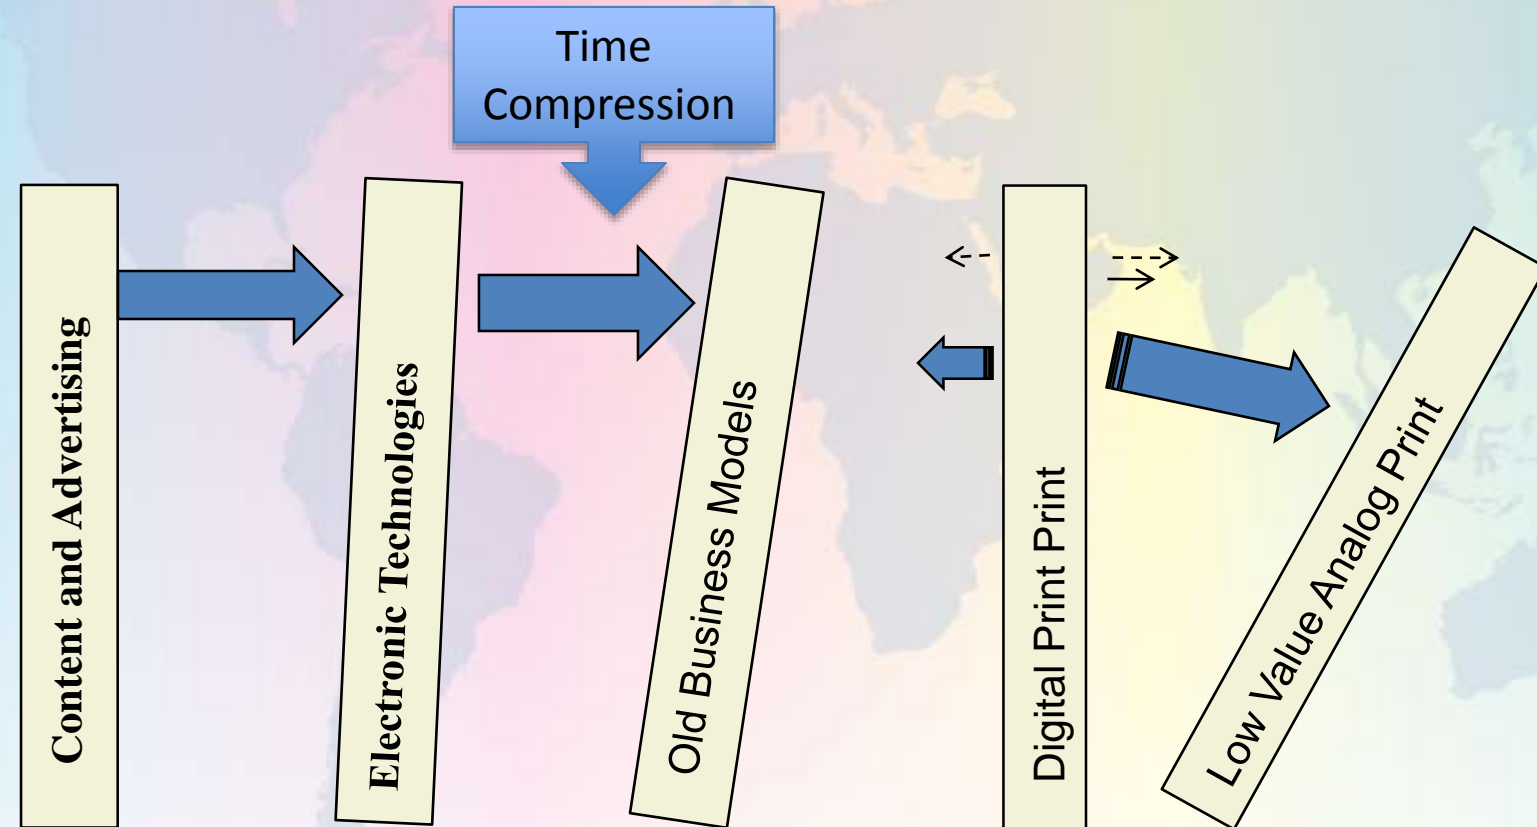 Time
Compression
Content and Advertising
Electronic Technologies
Old Business Models
Digital Print Print
Low Value Analog Print